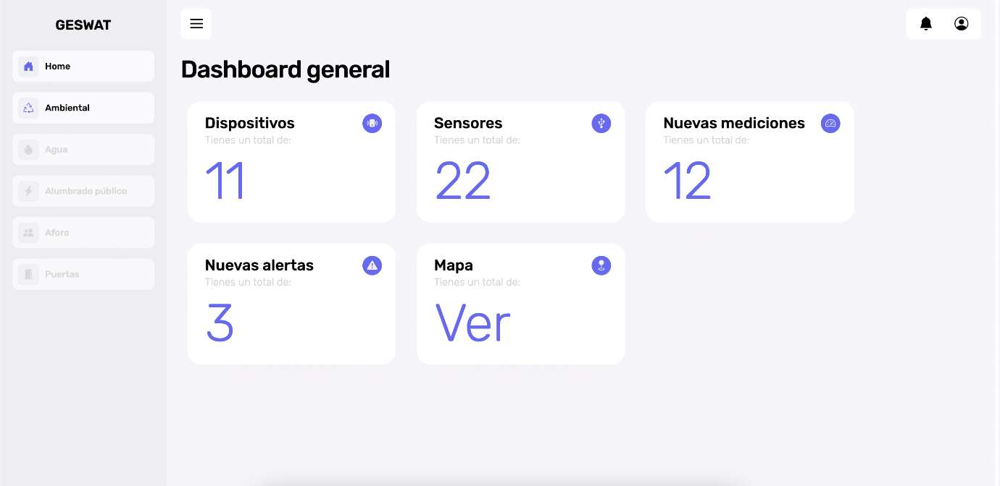 GESWAT
Home
Ambiental
Agua
Alumbrado público
Aforo
Puertas
Dashboard general
Dispositivos
Tienes un total de:
11
Sensores
Tienes un total de:
22
Nuevas mediciones
Tienes un total de:
12
Nuevas alertas
Tienes un total de:
3
Mapa
Tienes un total de:
Ver